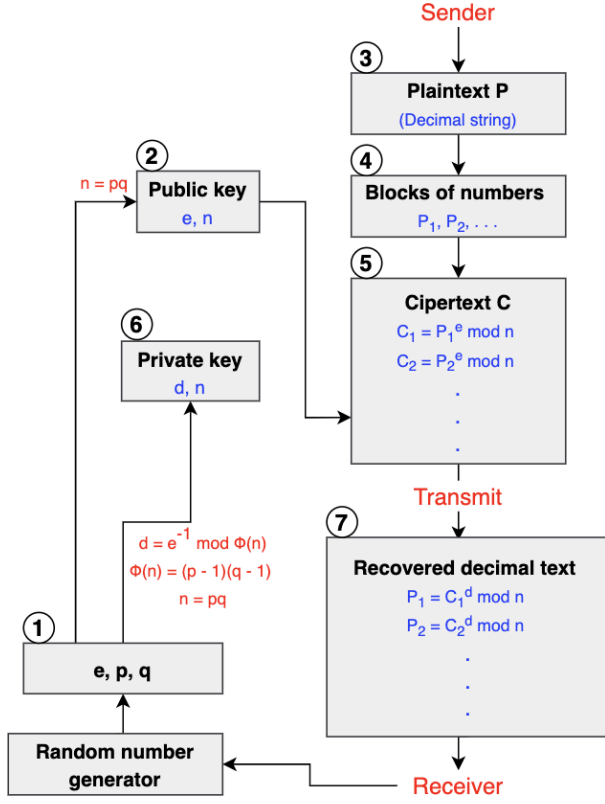 Sender
3
Plaintext P
(Decimal string)
2
n = pq
Public key
e, n
4
Blocks of numbers
P₁, P₂, . . .
5
Cipertext C
C₁ = P₁ᵉ mod n
C₂ = P₂ᵉ mod n
.
.
.
6
Private key
d, n
Transmit
d = e⁻¹ mod Φ(n)
Φ(n) = (p - 1)(q - 1)
n = pq
7
Recovered decimal text
P₁ = C₁ᵈ mod n
P₂ = C₂ᵈ mod n
.
.
.
1
e, p, q
Random number
generator
Receiver